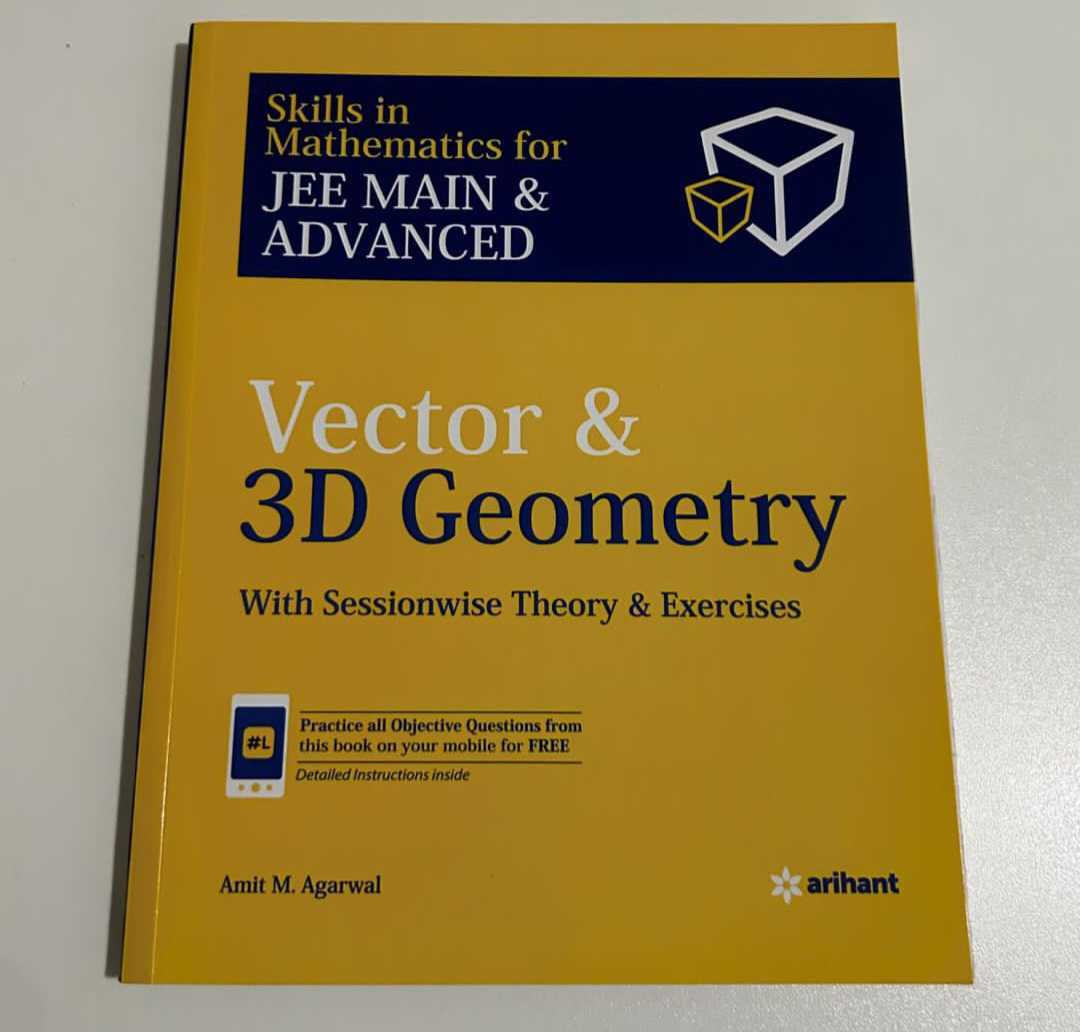 Skills in
Mathematics for
JEE MAIN &
ADVANCED
Vector &
3D Geometry
With Sessionwise Theory & Exercises
#L
Practice all Objective Questions from
this book on your mobile for FREE
Detailed Instructions inside
Amit M. Agarwal
arihant